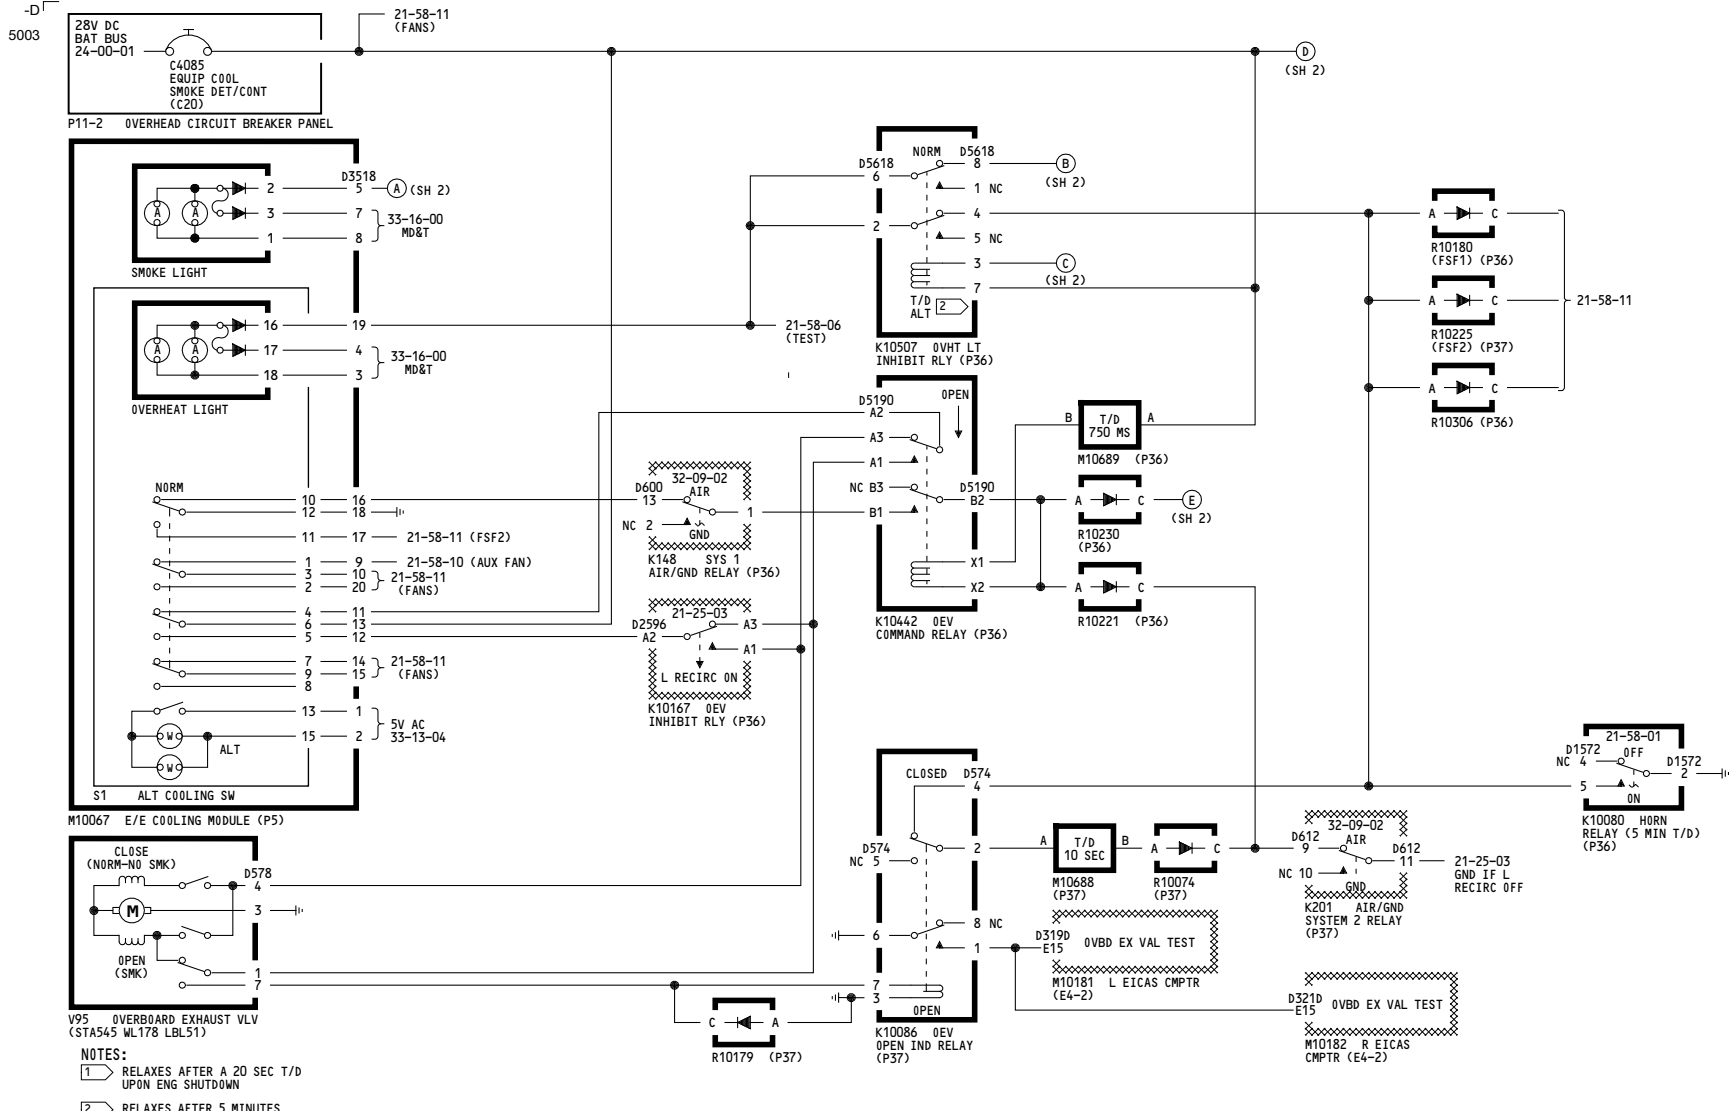 -D
5003
28V DC
BAT BUS
24-00-01
C4085
EQUIP COOL
SMOKE DET/CONT
(C20)
P11-2 OVERHEAD CIRCUIT BREAKER PANEL
21-58-11
(FANS)
D
(SH 2)
D3518
A A 2 5 A (SH 2)
3 7 33-16-00
1 8 MD&T
SMOKE LIGHT
A A 16 19
17 4 33-16-00
18 3 MD&T
OVERHEAT LIGHT
21-58-06
(TEST)
NORM
10 16
12 18
11 17 21-58-11 (FSF2)
1 9 21-58-10 (AUX FAN)
3 10 21-58-11
2 20 (FANS)
4 11
6 13
5 12
7 14 21-58-11
9 15 (FANS)
8
13 1 5V AC
15 2 33-13-04
W ALT
W
S1 ALT COOLING SW
M10067 E/E COOLING MODULE (P5)
NORM
D5618 D5618
6 8 B
(SH 2)
1 NC
2 4
5 NC
3 C
(SH 2)
7
T/D
ALT 2
K10507 OVHT LT
INHIBIT RLY (P36)
D5190 OPEN
A2
A3
A1
NC B3 D5190
B2
B1
X1
X2
K10442 OEV
COMMAND RELAY (P36)
32-09-02
D600 AIR
13
1
NC 2
GND
K148 SYS 1
AIR/GND RELAY (P36)
21-25-03
D2596 A3
A2
A1
L RECIRC ON
K10167 OEV
INHIBIT RLY (P36)
B T/D A
750 MS
M10689 (P36)
A C E
(SH 2)
R10230
(P36)
A C
R10221 (P36)
A C
R10180
(FSF1) (P36)
A C 21-58-11
R10225
(FSF2) (P37)
A C
R10306 (P36)
21-58-01
D1572 OFF
NC 4 D1572
2
5
ON
K10080 HORN
RELAY (5 MIN T/D)
(P36)
CLOSED D574
4
D574 2
NC 5
8 NC
6
1
7
3
OPEN
K10086 OEV
OPEN IND RELAY
(P37)
A T/D B
10 SEC
M10688
(P37)
A C
R10074
(P37)
32-09-02
D612 AIR
9 D612
11 21-25-03
GND IF L
RECIRC OFF
NC 10
GND
K201 AIR/GND
SYSTEM 2 RELAY
(P37)
D319D
E15 OVBD EX VAL TEST
M10181 L EICAS CMPTR
(E4-2)
D321D
E15 OVBD EX VAL TEST
M10182 R EICAS
CMPTR (E4-2)
CLOSE
(NORM-NO SMK)
D578
4
M 3
OPEN
(SMK)
1
7
V95 OVERBOARD EXHAUST VLV
(STA545 WL178 LBL51)
C A
R10179 (P37)
NOTES:
1 RELAXES AFTER A 20 SEC T/D
UPON ENG SHUTDOWN
2 RELAXES AFTER 5 MINUTES